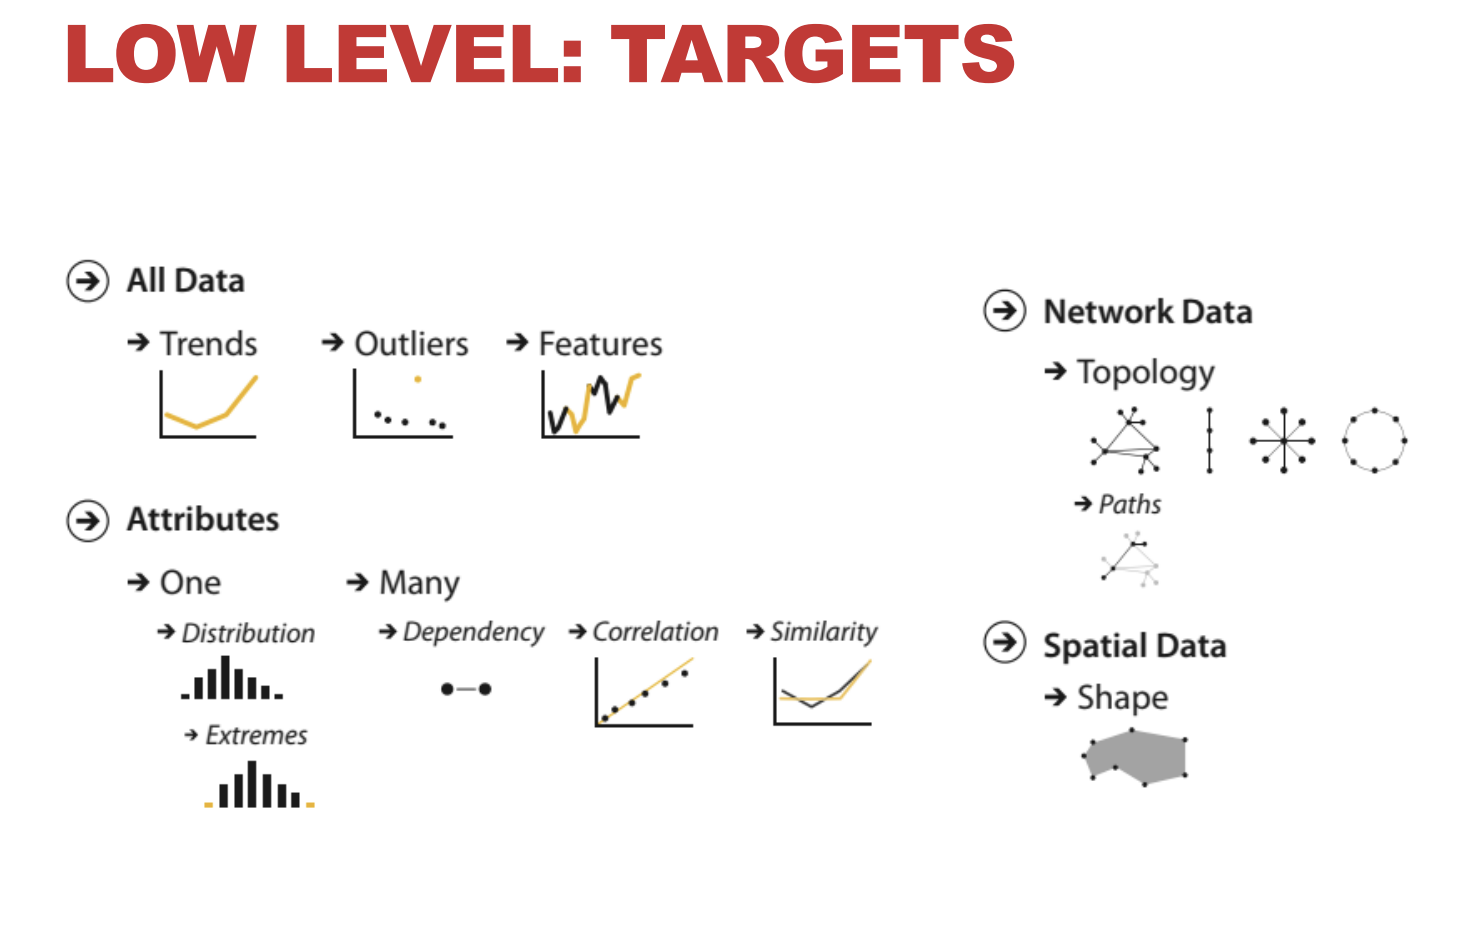 LOW LEVEL: TARGETS
All Data
Trends
Outliers
Features
Attributes
One
Many
Distribution
Dependency
Correlation
Similarity
Extremes
Network Data
Topology
Paths
Spatial Data
Shape